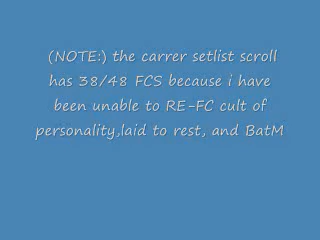 (NOTE:) the carrer setlist scroll
has 38/48 FCS because i have
been unable to RE-FC cult of
personality,laid to rest, and BatM